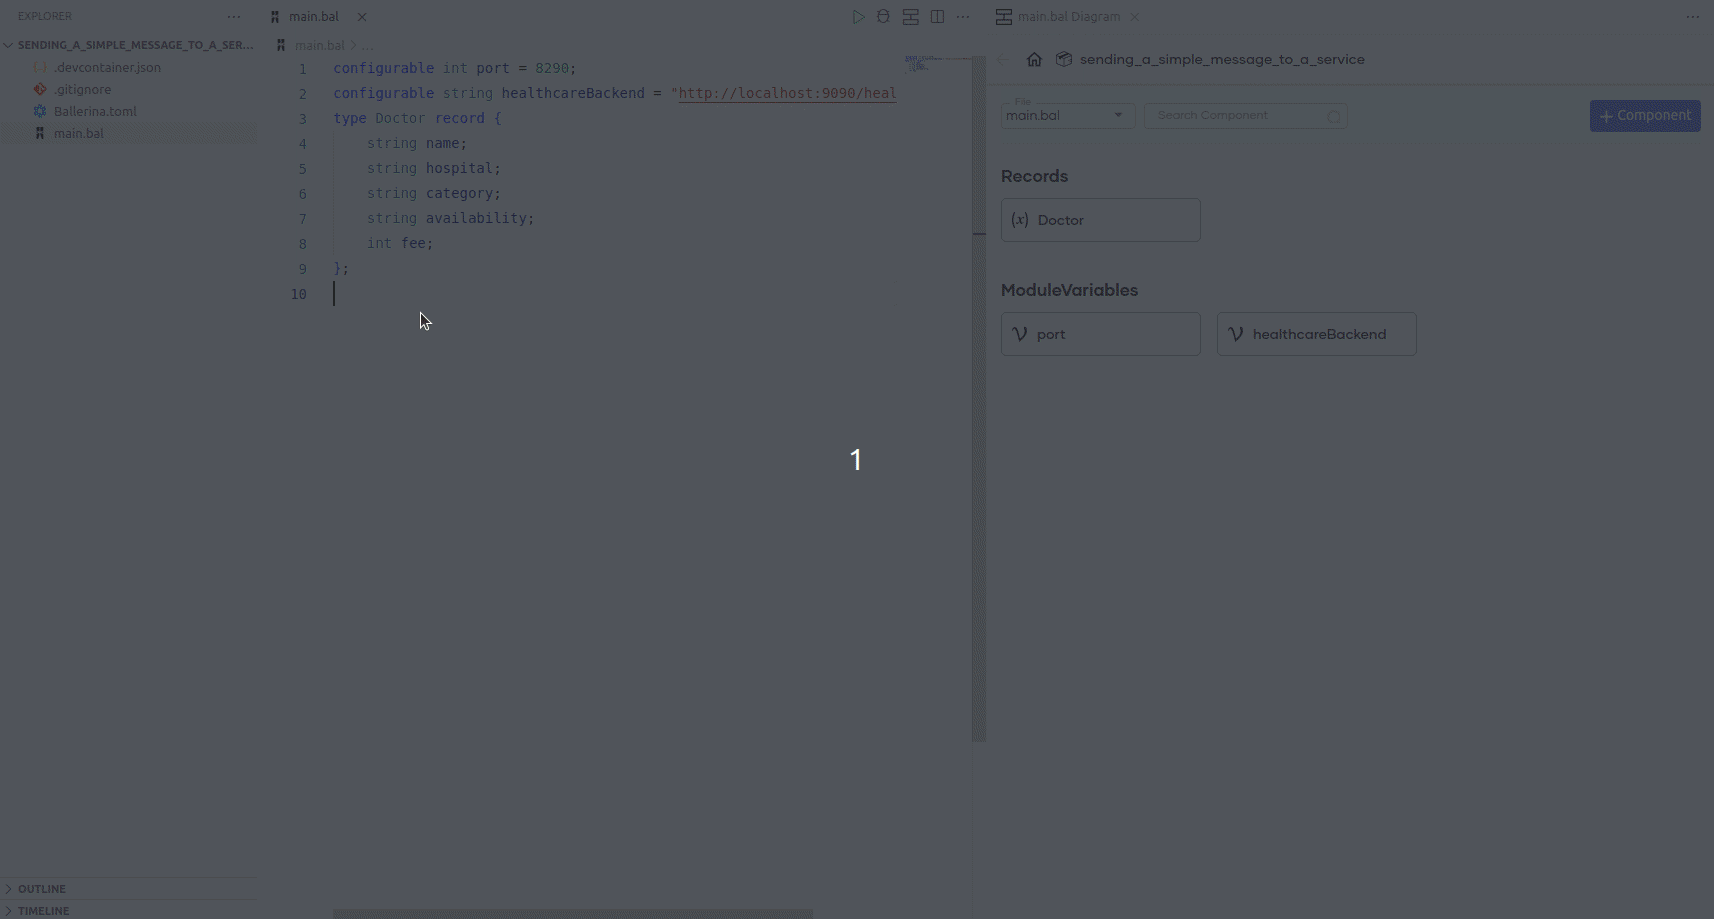 EXPLORER
SENDING_A_SIMPLE_MESSAGE_TO_A_SER...
.devcontainer.json
.gitignore
Ballerina.toml
main.bal
OUTLINE
TIMELINE
main.bal
main.bal > ...
1 configurable int port = 8290;
2 configurable string healthcareBackend = "http://localhost:9090/heal
3 type Doctor record {
4 string name;
5 string hospital;
6 string category;
7 string availability;
8 int fee;
9 };
10
1
main.bal Diagram
sending_a_simple_message_to_a_service
File
main.bal
Search Component
+ Component
Records
(x) Doctor
ModuleVariables
port
healthcareBackend